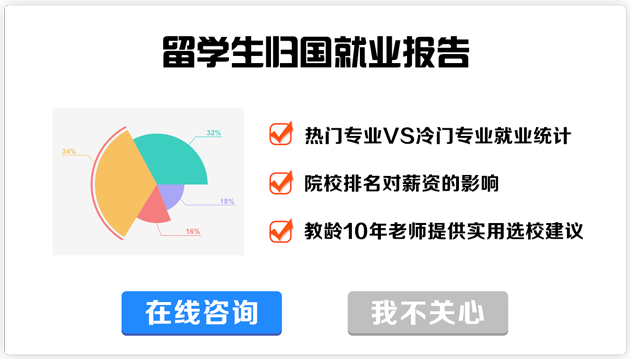 留学生归国就业报告
32%
34%
18%
16%
热门专业VS冷门专业就业统计
院校排名对薪资的影响
教龄10年老师提供实用选校建议
在线咨询
我不关心